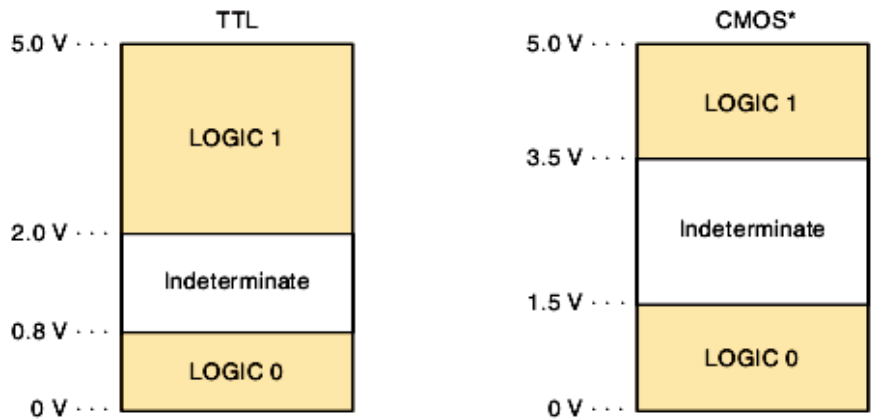 TTL
5.0 V
LOGIC 1
2.0 V
Indeterminate
0.8 V
LOGIC 0
0 V
CMOS*
5.0 V
LOGIC 1
3.5 V
Indeterminate
1.5 V
LOGIC 0
0 V